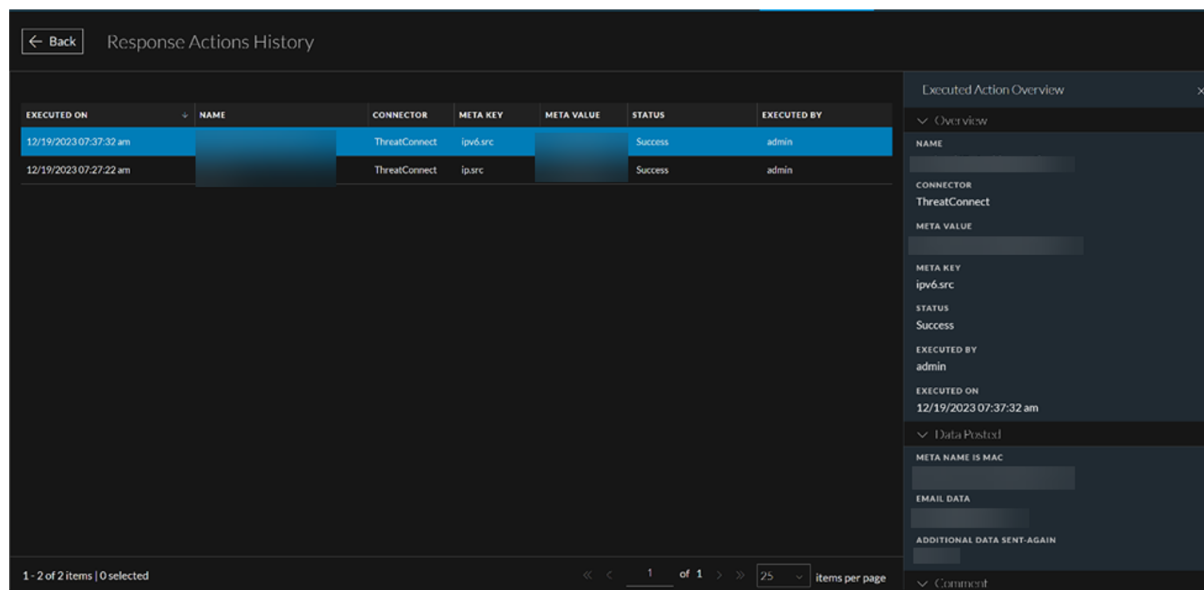 Back Response Actions History
EXECUTED ON NAME CONNECTOR META KEY META VALUE STATUS EXECUTED BY
12/19/2023 07:37:32 am ThreatConnect ipv6.src Success admin
12/19/2023 07:27:22 am ThreatConnect ip.src Success admin
1 - 2 of 2 items | 0 selected
1 of 1 25 items per page
Executed Action Overview
Overview
NAME
CONNECTOR
ThreatConnect
META VALUE
META KEY
ipv6.src
STATUS
Success
EXECUTED BY
admin
EXECUTED ON
12/19/2023 07:37:32 am
Data Posted
META NAME IS MAC
EMAIL DATA
ADDITIONAL DATA SENT-AGAIN
Comment